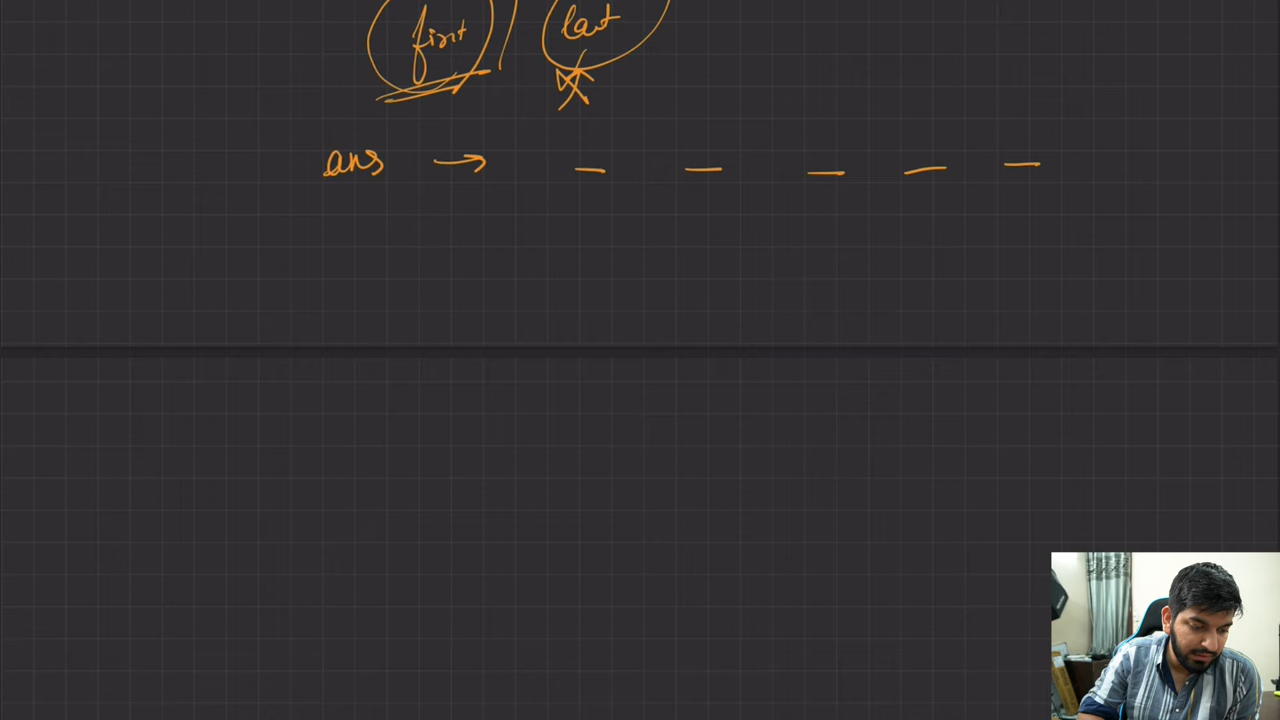 first last
ans → _ _ _ _ _